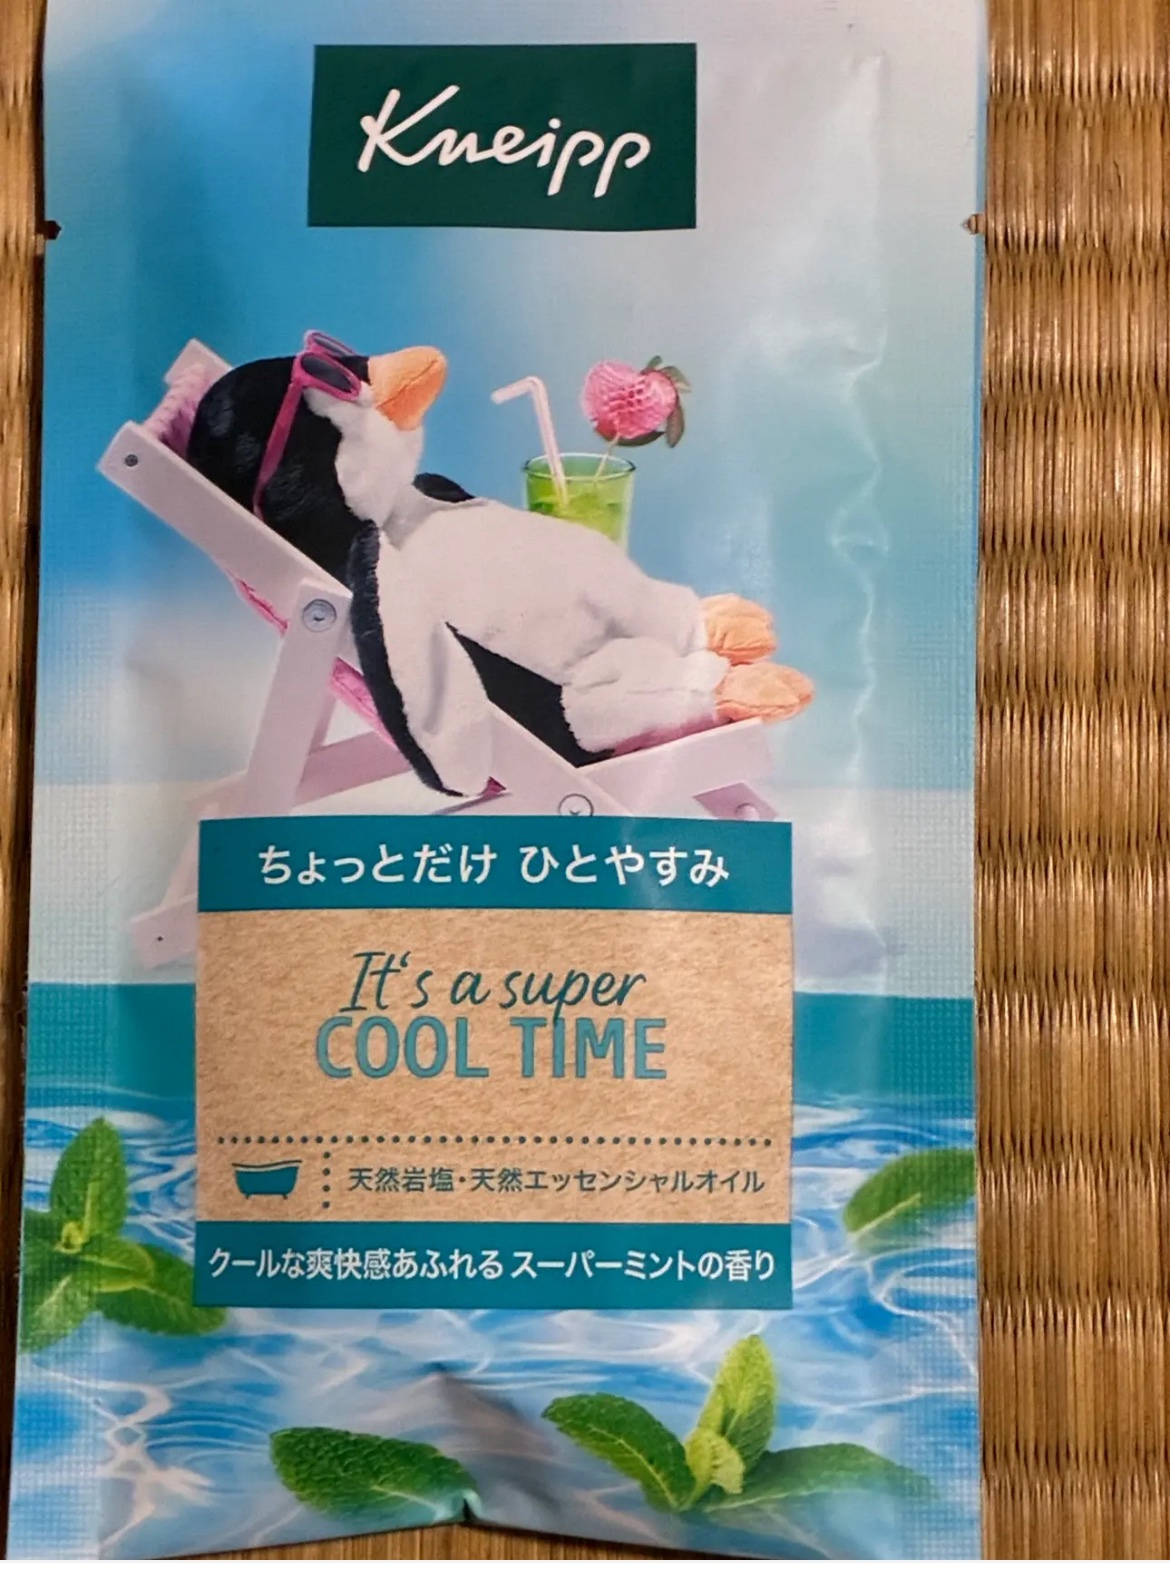 Kneipp
ちょっとだけ ひとやすみ
It's a super
COOL TIME
天然岩塩・天然エッセンシャルオイル
クールな爽快感あふれる スーパーミントの香り